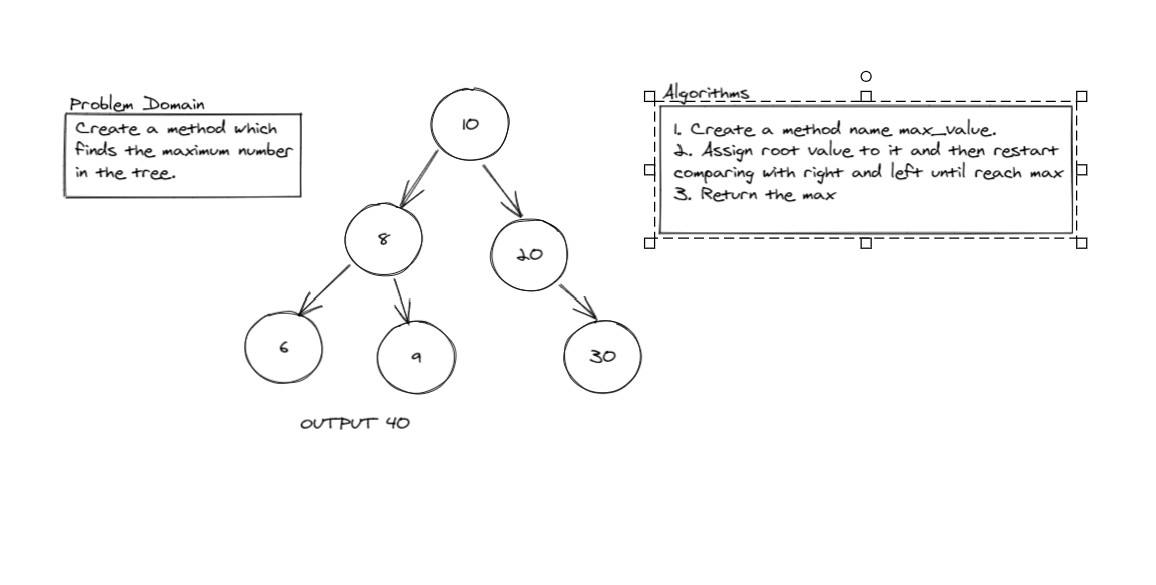 Problem Domain
Create a method which
finds the maximum number
in the tree.
10
8
20
6
9
30
OUTPUT 40
Algorithms
1. Create a method name max_value.
2. Assign root value to it and then restart
comparing with right and left until reach max
3. Return the max